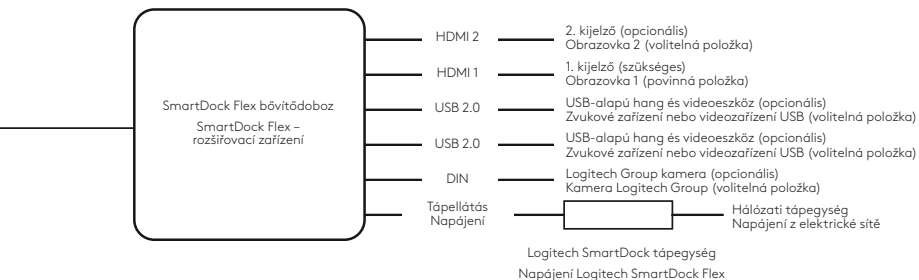 SmartDock Flex bővítődoboz
SmartDock Flex –
rozšiřovací zařízení
HDMI 2
2. kijelző (opcionális)
Obrazovka 2 (volitelná položka)
HDMI 1
1. kijelző (szükséges)
Obrazovka 1 (povinná položka)
USB 2.0
USB-alapú hang és videoeszköz (opcionális)
Zvukové zařízení nebo videozařízení USB (volitelná položka)
USB 2.0
USB-alapú hang és videoeszköz (opcionális)
Zvukové zařízení nebo videozařízení USB (volitelná položka)
DIN
Logitech Group kamera (opcionális)
Kamera Logitech Group (volitelná položka)
Tápellátás
Napájení
Hálózati tápegység
Napájení z elektrické sítě
Logitech SmartDock tápegység
Napájení Logitech SmartDock Flex